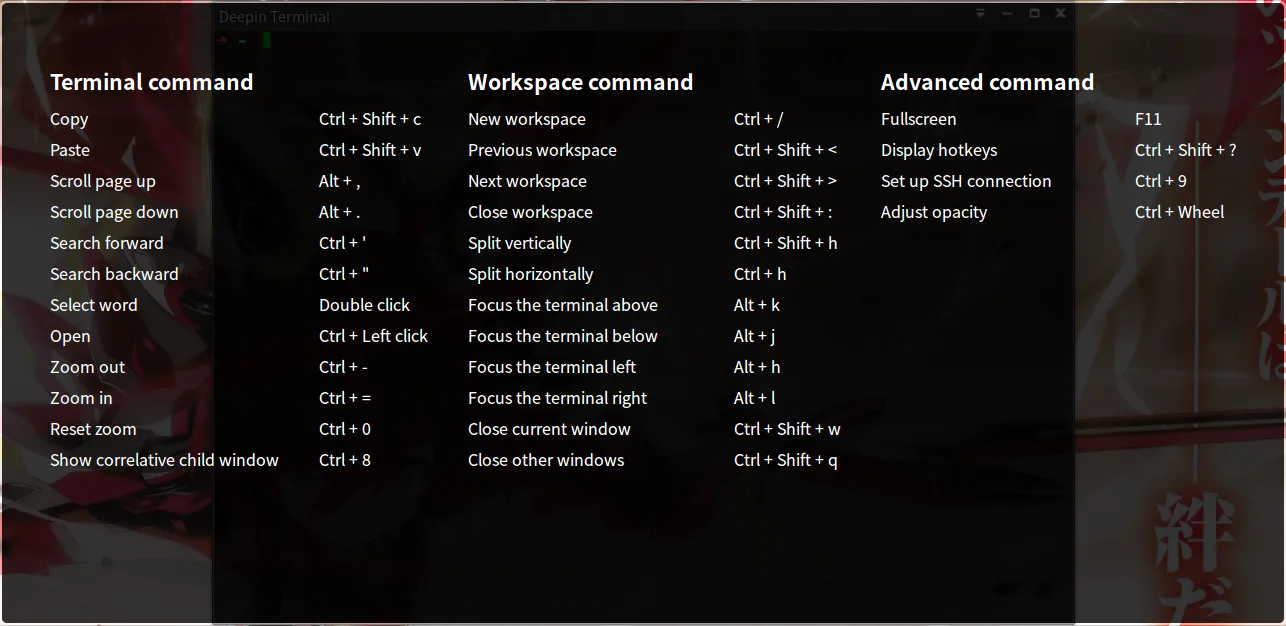 Deepin Terminal
➜ ~
Terminal command
Copy Ctrl + Shift + c
Paste Ctrl + Shift + v
Scroll page up Alt + ,
Scroll page down Alt + .
Search forward Ctrl + '
Search backward Ctrl + "
Select word Double click
Open Ctrl + Left click
Zoom out Ctrl + -
Zoom in Ctrl + =
Reset zoom Ctrl + 0
Show correlative child window Ctrl + 8
Workspace command
New workspace Ctrl + /
Previous workspace Ctrl + Shift + <
Next workspace Ctrl + Shift + >
Close workspace Ctrl + Shift + :
Split vertically Ctrl + Shift + h
Split horizontally Ctrl + h
Focus the terminal above Alt + k
Focus the terminal below Alt + j
Focus the terminal left Alt + h
Focus the terminal right Alt + l
Close current window Ctrl + Shift + w
Close other windows Ctrl + Shift + q
Advanced command
Fullscreen F11
Display hotkeys Ctrl + Shift + ?
Set up SSH connection Ctrl + 9
Adjust opacity Ctrl + Wheel
絆だ